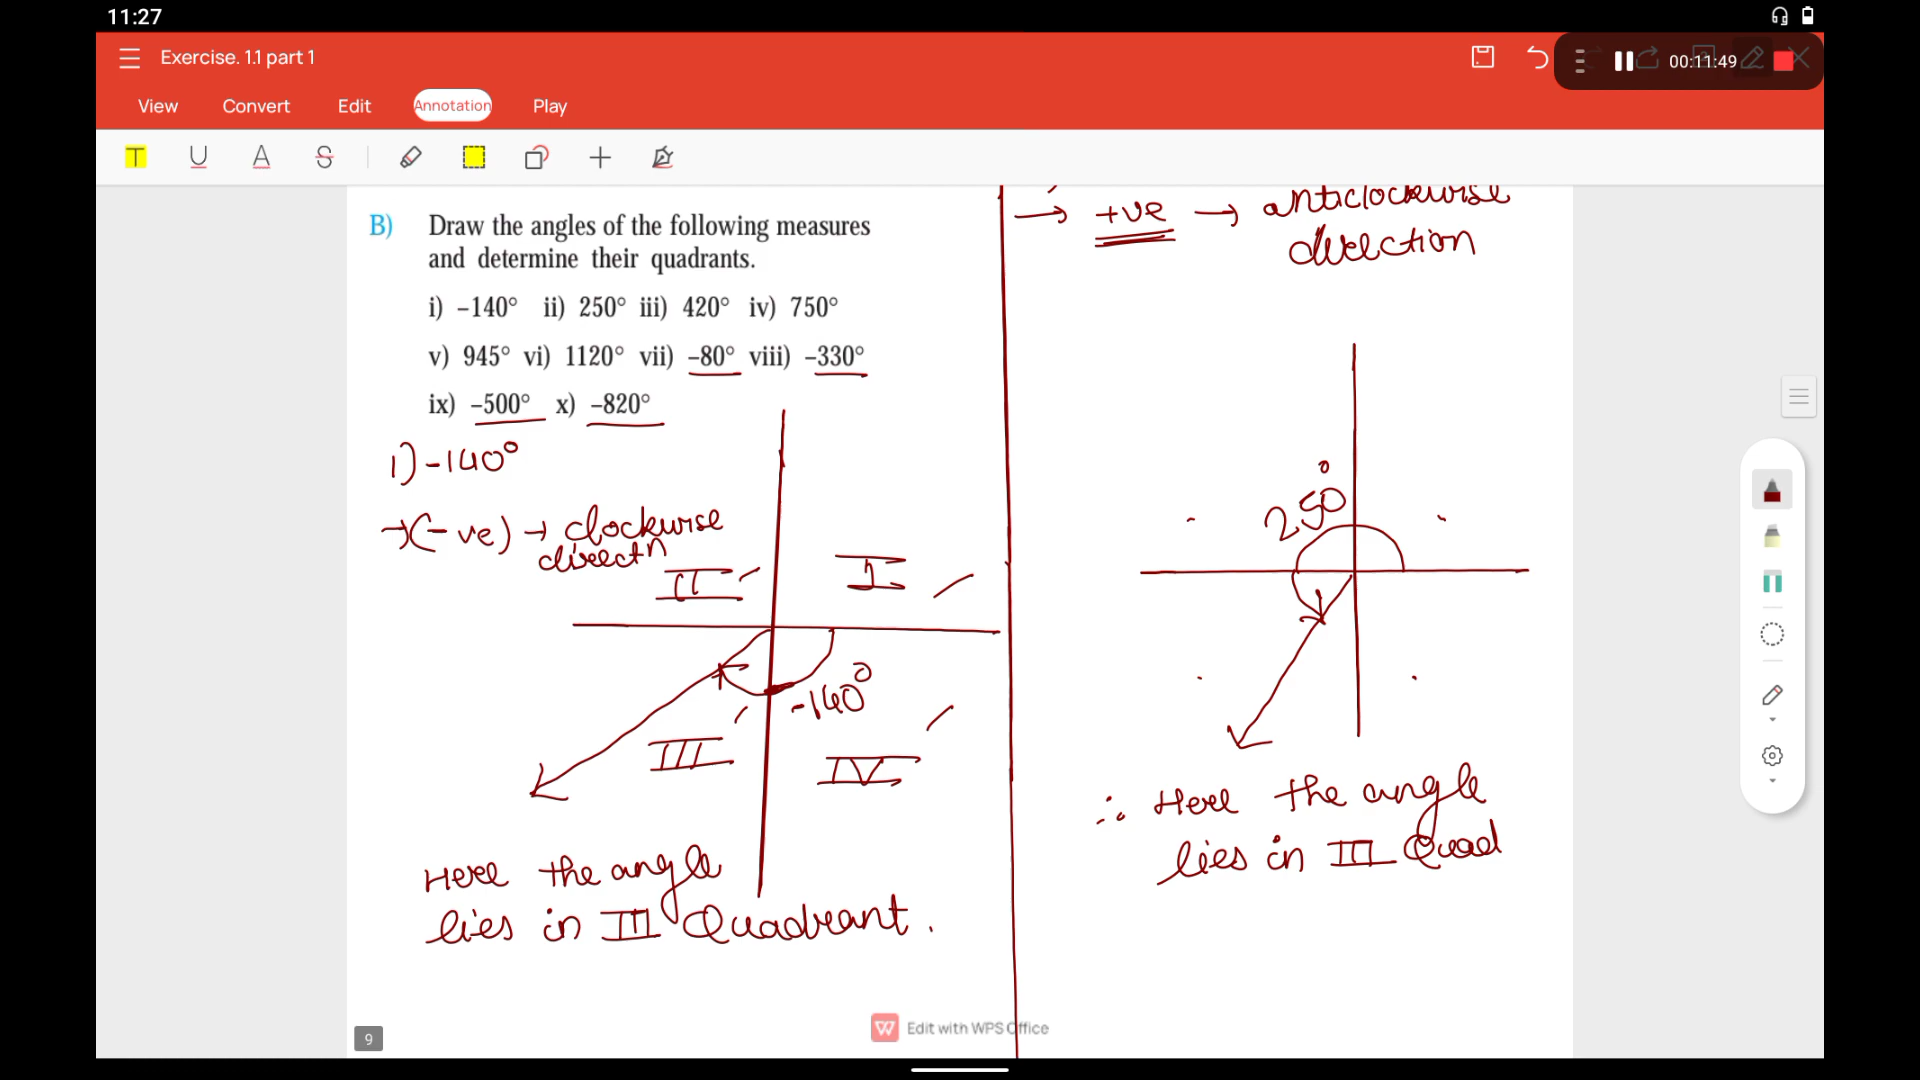 11:27
Exercise. 1.1 part 1
00:11:49
View Convert Edit Annotation Play
T U A S
B) Draw the angles of the following measures
and determine their quadrants.
i) –140° ii) 250° iii) 420° iv) 750°
v) 945° vi) 1120° vii) –80° viii) –330°
ix) –500° x) –820°
1) -140°
→ (-ve) → clockwise
directn
II I
-140°
III IV
Here the angle
lies in III Quadrant.
→ +ve → anticlockwise
direction
250°
∴ Here the angle
lies in III Quad
9
Edit with WPS Office